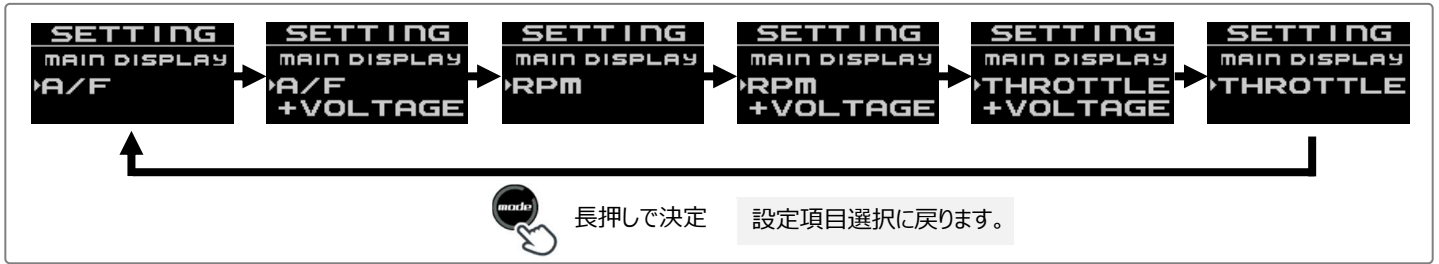 SETTING
MAIN DISPLAY
A/F
SETTING
MAIN DISPLAY
A/F
+VOLTAGE
SETTING
MAIN DISPLAY
RPM
SETTING
MAIN DISPLAY
RPM
+VOLTAGE
SETTING
MAIN DISPLAY
THROTTLE
+VOLTAGE
SETTING
MAIN DISPLAY
THROTTLE
mode
長押しで決定
設定項目選択に戻ります。